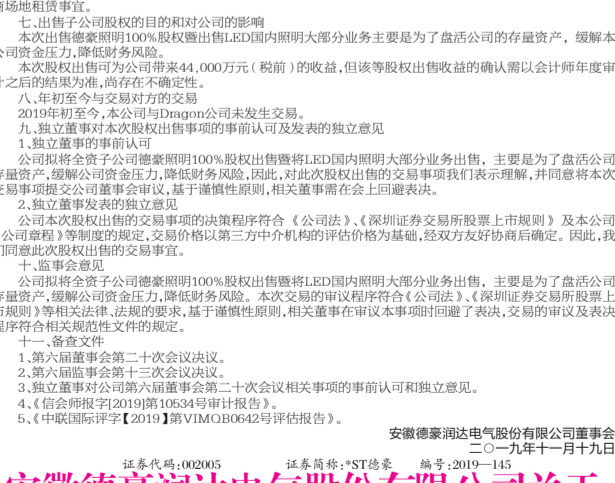 商场地租赁事宜。
七、出售子公司股权的目的和对公司的影响
本次出售德豪照明100%股权暨出售LED国内照明大部分业务主要是为了盘活公司的存量资产，缓解本
公司资金压力,降低财务风险。
本次股权出售可为公司带来44,000万元（税前）的收益,但该等股权出售收益的确认需以会计师年度审
计之后的结果为准,尚存在不确定性。
八、年初至今与交易对方的交易
2019年初至今,本公司与Dragon公司未发生交易。
九、独立董事对本次股权出售事项的事前认可及发表的独立意见
1、独立董事的事前认可
公司拟将全资子公司德豪照明100%股权出售暨将LED国内照明大部分业务出售，主要是为了盘活公司
存量资产,缓解公司资金压力,降低财务风险,因此,对此次股权出售的交易事项我们表示理解,并同意将本次
交易事项提交公司董事会审议,基于谨慎性原则,相关董事需在会上回避表决。
2、独立董事发表的独立意见
公司本次股权出售的交易事项的决策程序符合《公司法》、《深圳证券交易所股票上市规则》及本公司
《公司章程》等制度的规定,交易价格以第三方中介机构的评估价格为基础,经双方友好协商后确定。因此,我
们同意此次股权出售的交易事宜。
十、监事会意见
公司拟将全资子公司德豪照明100%股权出售暨将LED国内照明大部分业务出售，主要是为了盘活公司
存量资产,缓解公司资金压力,降低财务风险。本次交易的审议程序符合《公司法》、《深圳证券交易所股票上
市规则》等相关法律、法规的要求,基于谨慎性原则,相关董事在审议本事项时回避了表决,交易的审议及表决
程序符合相关规范性文件的规定。
十一、备查文件
1、第六届董事会第二十次会议决议。
2、第六届监事会第十三次会议决议。
3、独立董事对公司第六届董事会第二十次会议相关事项的事前认可和独立意见。
4、《信会师报字[2019]第10534号审计报告》。
5、《中联国际评字【2019】第VIMQB0642号评估报告》。
安徽德豪润达电气股份有限公司董事会
二〇一九年十一月十九日
证券代码:002005 证券简称:*ST德豪 编号:2019—145
安徽德豪润达电气股份有限公司关于